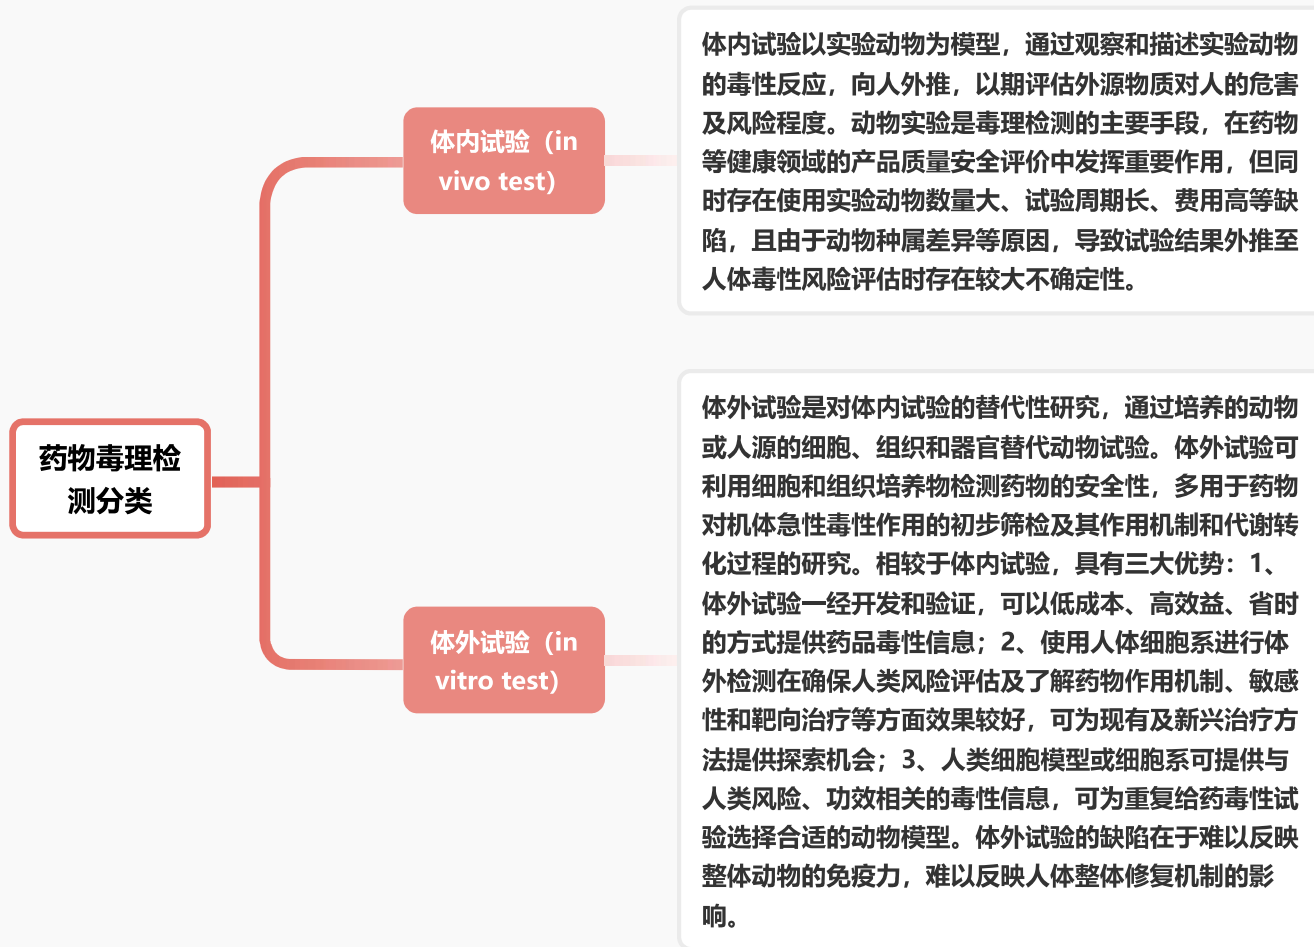 药物毒理检
测分类
体内试验（in
vivo test）
体内试验以实验动物为模型，通过观察和描述实验动物
的毒性反应，向人外推，以期评估外源物质对人的危害
及风险程度。动物实验是毒理检测的主要手段，在药物
等健康领域的产品质量安全评价中发挥重要作用，但同
时存在使用实验动物数量大、试验周期长、费用高等缺
陷，且由于动物种属差异等原因，导致试验结果外推至
人体毒性风险评估时存在较大不确定性。
体外试验（in
vitro test）
体外试验是对体内试验的替代性研究，通过培养的动物
或人源的细胞、组织和器官替代动物试验。体外试验可
利用细胞和组织培养物检测药物的安全性，多用于药物
对机体急性毒性作用的初步筛检及其作用机制和代谢转
化过程的研究。相较于体内试验，具有三大优势：1、
体外试验一经开发和验证，可以低成本、高效益、省时
的方式提供药品毒性信息；2、使用人体细胞系进行体
外检测在确保人类风险评估及了解药物作用机制、敏感
性和靶向治疗等方面效果较好，可为现有及新兴治疗方
法提供探索机会；3、人类细胞模型或细胞系可提供与
人类风险、功效相关的毒性信息，可为重复给药毒性试
验选择合适的动物模型。体外试验的缺陷在于难以反映
整体动物的免疫力，难以反映人体整体修复机制的影
响。